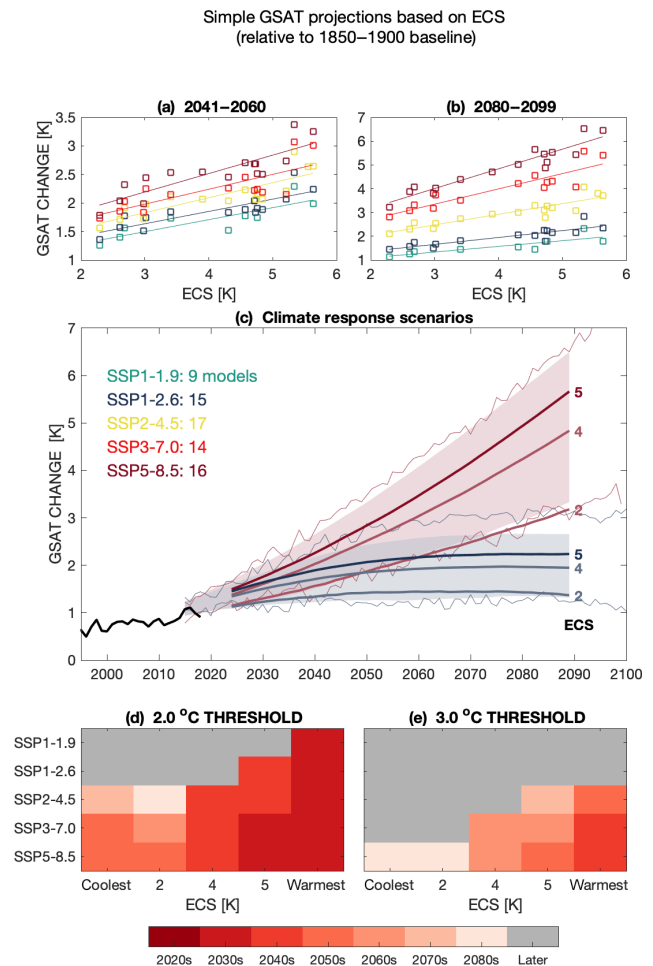 Simple GSAT projections based on ECS
(relative to 1850−1900 baseline)
(a) 2041−2060
(b) 2080−2099
GSAT CHANGE [K]
3.5
3
2.5
2
1.5
1
2 3 4 5 6
ECS [K]
7
6
5
4
3
2
1
2 3 4 5 6
ECS [K]
(c) Climate response scenarios
GSAT CHANGE [K]
7
6
5
4
3
2
1
0
SSP1-1.9: 9 models
SSP1-2.6: 15
SSP2-4.5: 17
SSP3-7.0: 14
SSP5-8.5: 16
5
4
2
5
4
2
ECS
2000 2010 2020 2030 2040 2050 2060 2070 2080 2090 2100
(d) 2.0 °C THRESHOLD
(e) 3.0 °C THRESHOLD
SSP1-1.9
SSP1-2.6
SSP2-4.5
SSP3-7.0
SSP5-8.5
Coolest 2 4 5 Warmest
ECS [K]
Coolest 2 4 5 Warmest
ECS [K]
2020s 2030s 2040s 2050s 2060s 2070s 2080s Later